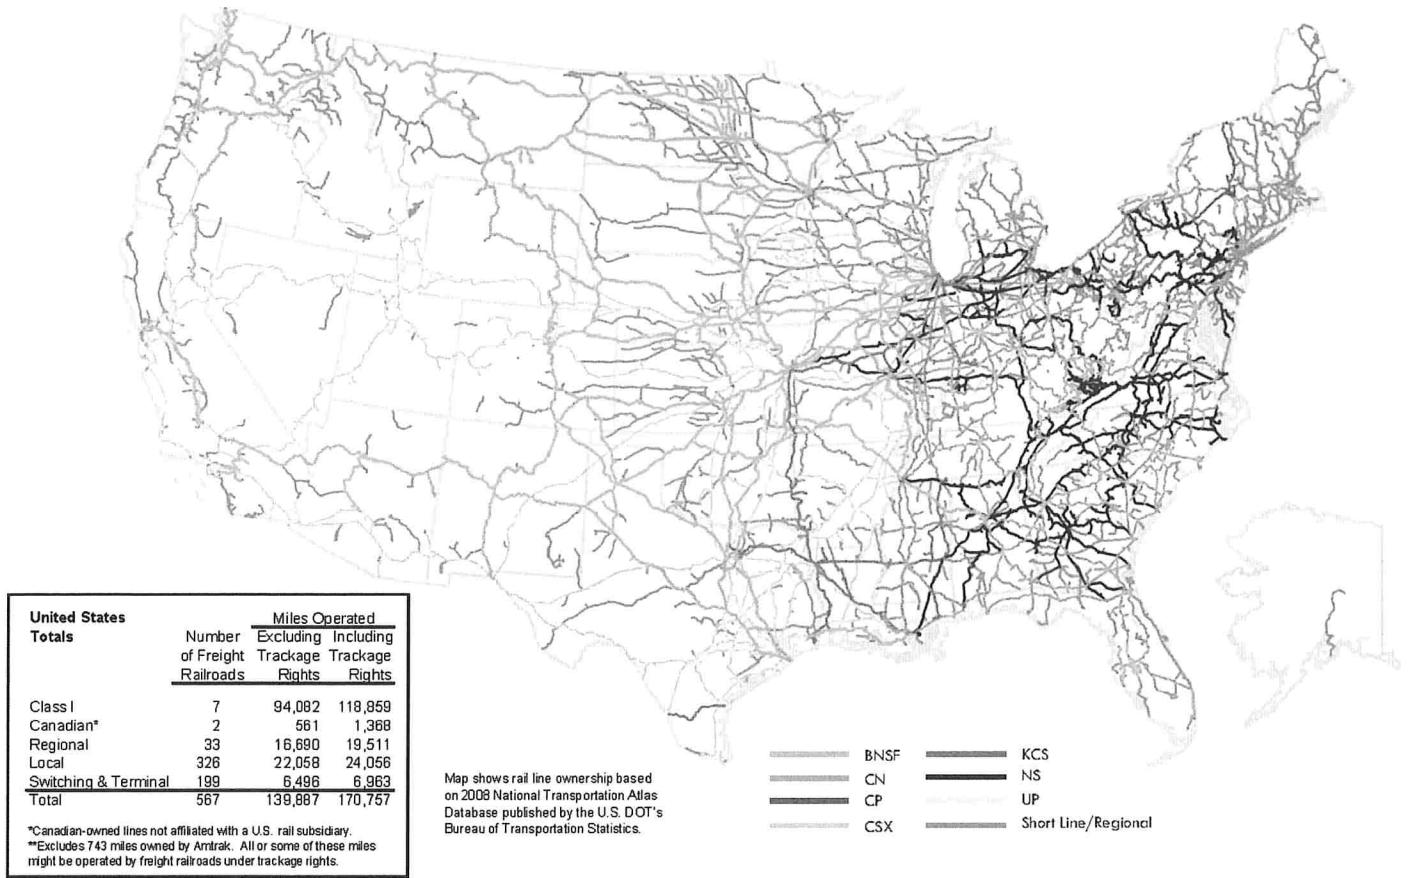 United States Miles Operated
Totals Number Excluding Including
of Freight Trackage Trackage
Railroads Rights Rights
Class I 7 94,082 118,859
Canadian* 2 561 1,368
Regional 33 16,690 19,511
Local 326 22,058 24,056
Switching & Terminal 199 6,496 6,963
Total 567 139,887 170,757
*Canadian-owned lines not affiliated with a U.S. rail subsidiary.
**Excludes 743 miles owned by Amtrak. All or some of these miles
might be operated by freight railroads under trackage rights.
Map shows rail line ownership based
on 2008 National Transportation Atlas
Database published by the U.S. DOT's
Bureau of Transportation Statistics.
BNSF KCS
CN NS
CP UP
CSX Short Line/Regional